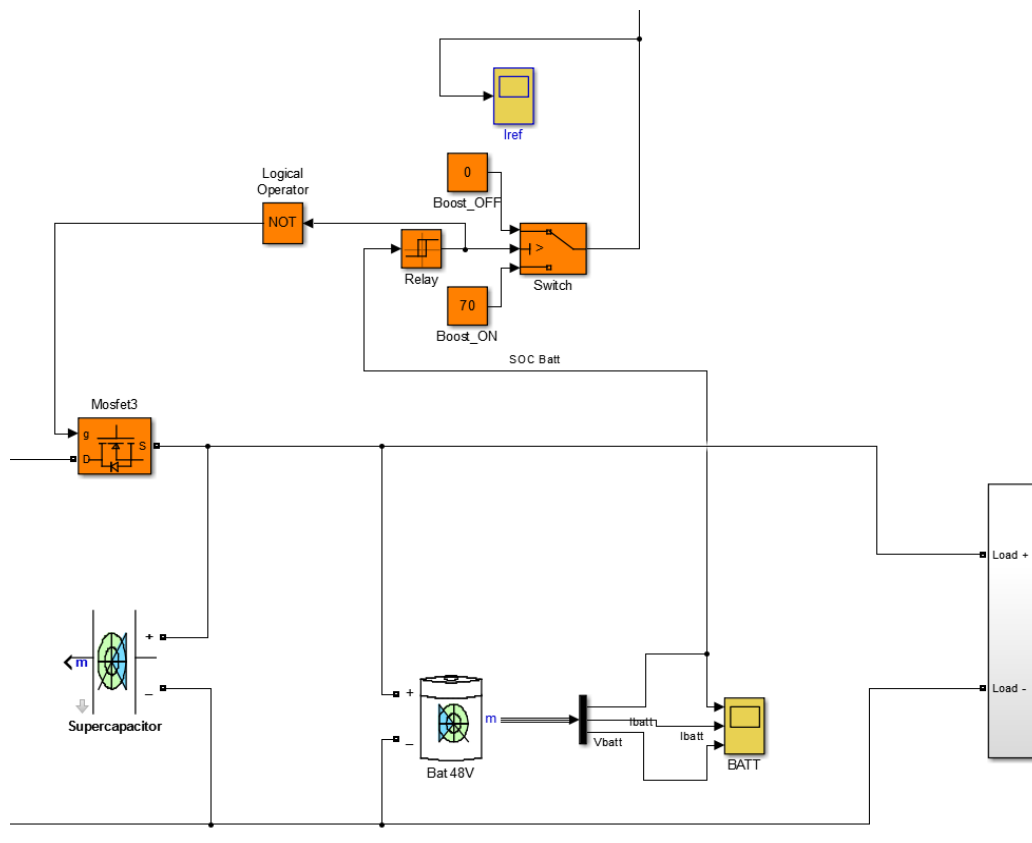 Iref
Logical
Operator
NOT
0
Boost_OFF
>
Relay
Switch
70
Boost_ON
SOC Batt
Mosfet3
g
D
S
Load +
+
m
_
Supercapacitor
+
m
_
Bat 48V
Ibatt
Vbatt
Ibatt
BATT
Load -